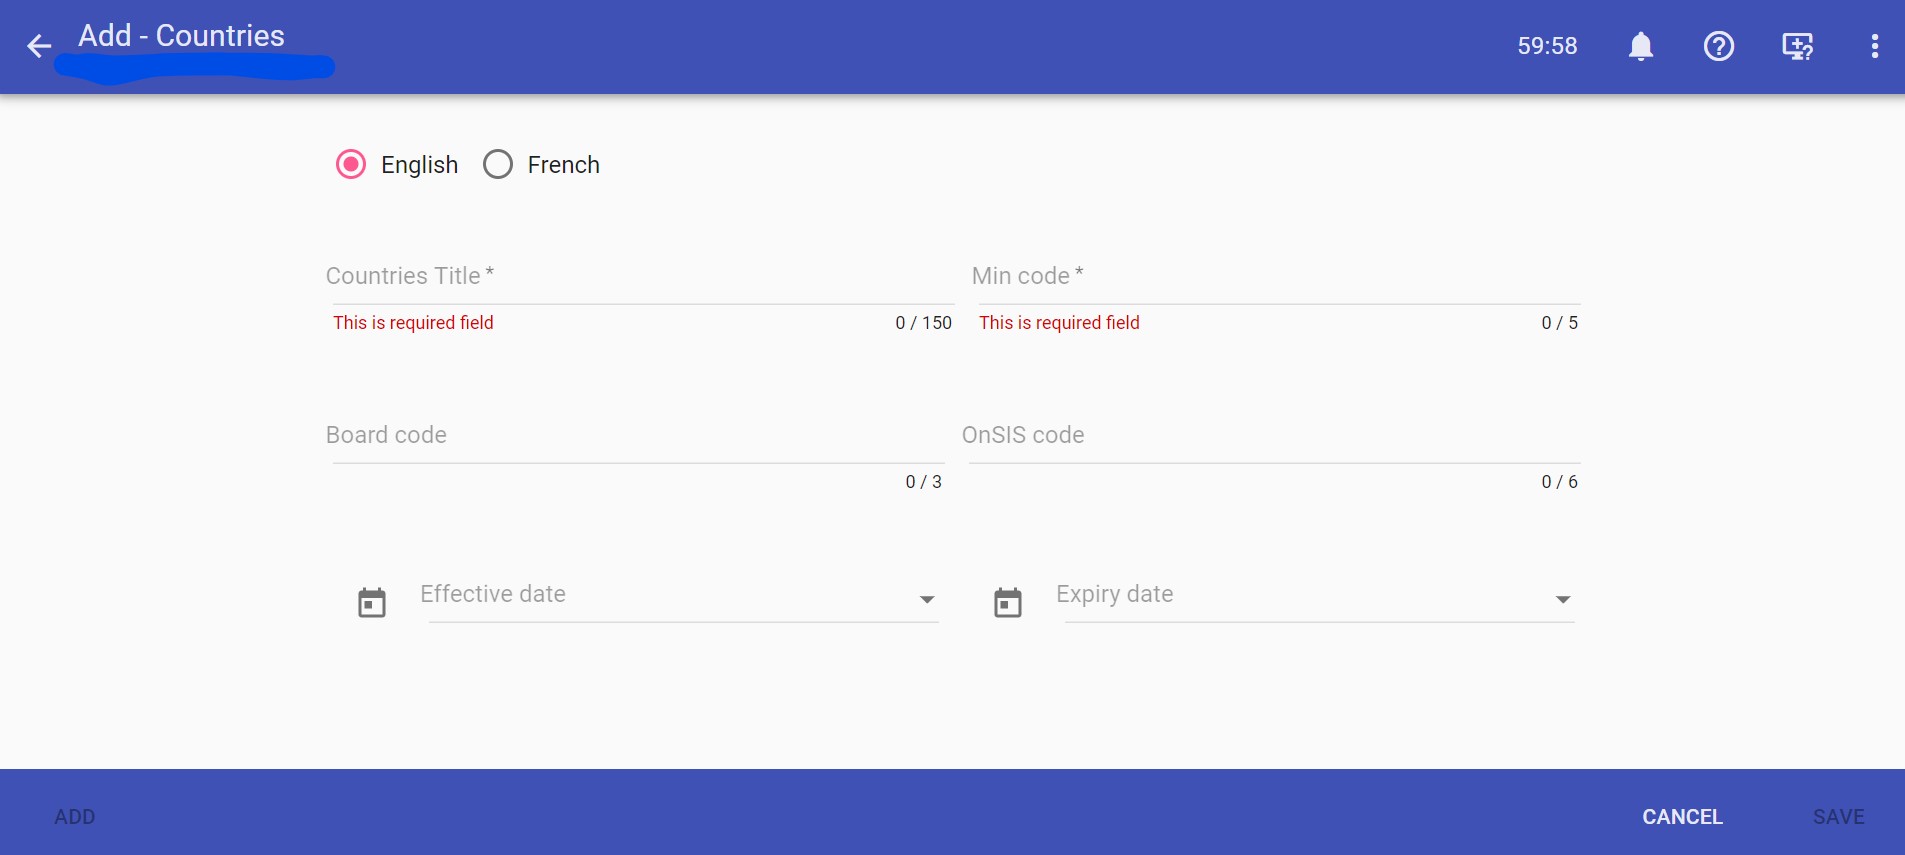 Add - Countries
59:58
English
French
Countries Title *
Min code *
This is required field
0 / 150
This is required field
0 / 5
Board code
OnSIS code
0 / 3
0 / 6
Effective date
Expiry date
ADD
CANCEL
SAVE